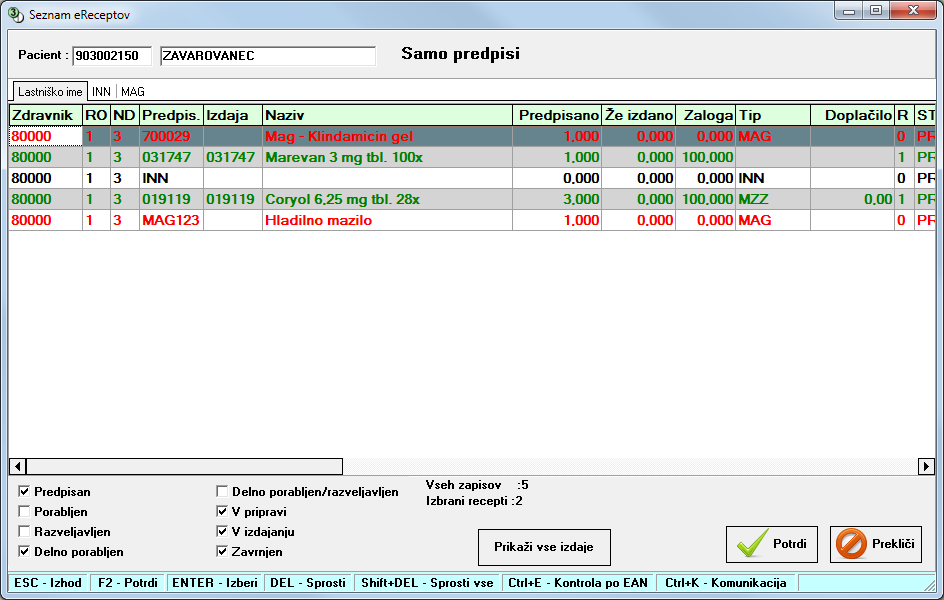 Seznam eReceptov
Pacient : 903002150 ZAVAROVANEC Samo predpisi
Lastniško ime INN MAG
Zdravnik RO ND Predpis. Izdaja Naziv Predpisano Že izdano Zaloga Tip Doplačilo R ST
80000 1 3 700029 Mag - Klindamicin gel 1,000 0,000 0,000 MAG 0 PR
80000 1 3 031747 031747 Marevan 3 mg tbl. 100x 1,000 0,000 100,000 1 PR
80000 1 3 INN 0,000 0,000 0,000 INN 0 PR
80000 1 3 019119 019119 Coryol 6,25 mg tbl. 28x 3,000 0,000 100,000 MZZ 0,00 1 PR
80000 1 3 MAG123 Hladilno mazilo 1,000 0,000 0,000 MAG 0 PR
Predpisan
Porabljen
Razveljavljen
Delno porabljen
Delno porabljen/razveljavljen
V pripravi
V izdajanju
Zavrnjen
Vseh zapisov :5
Izbrani recepti :2
Prikaži vse izdaje
Potrdi
Prekliči
ESC - Izhod F2 - Potrdi ENTER - Izberi DEL - Sprosti Shift+DEL - Sprosti vse Ctrl+E - Kontrola po EAN Ctrl+K - Komunikacija